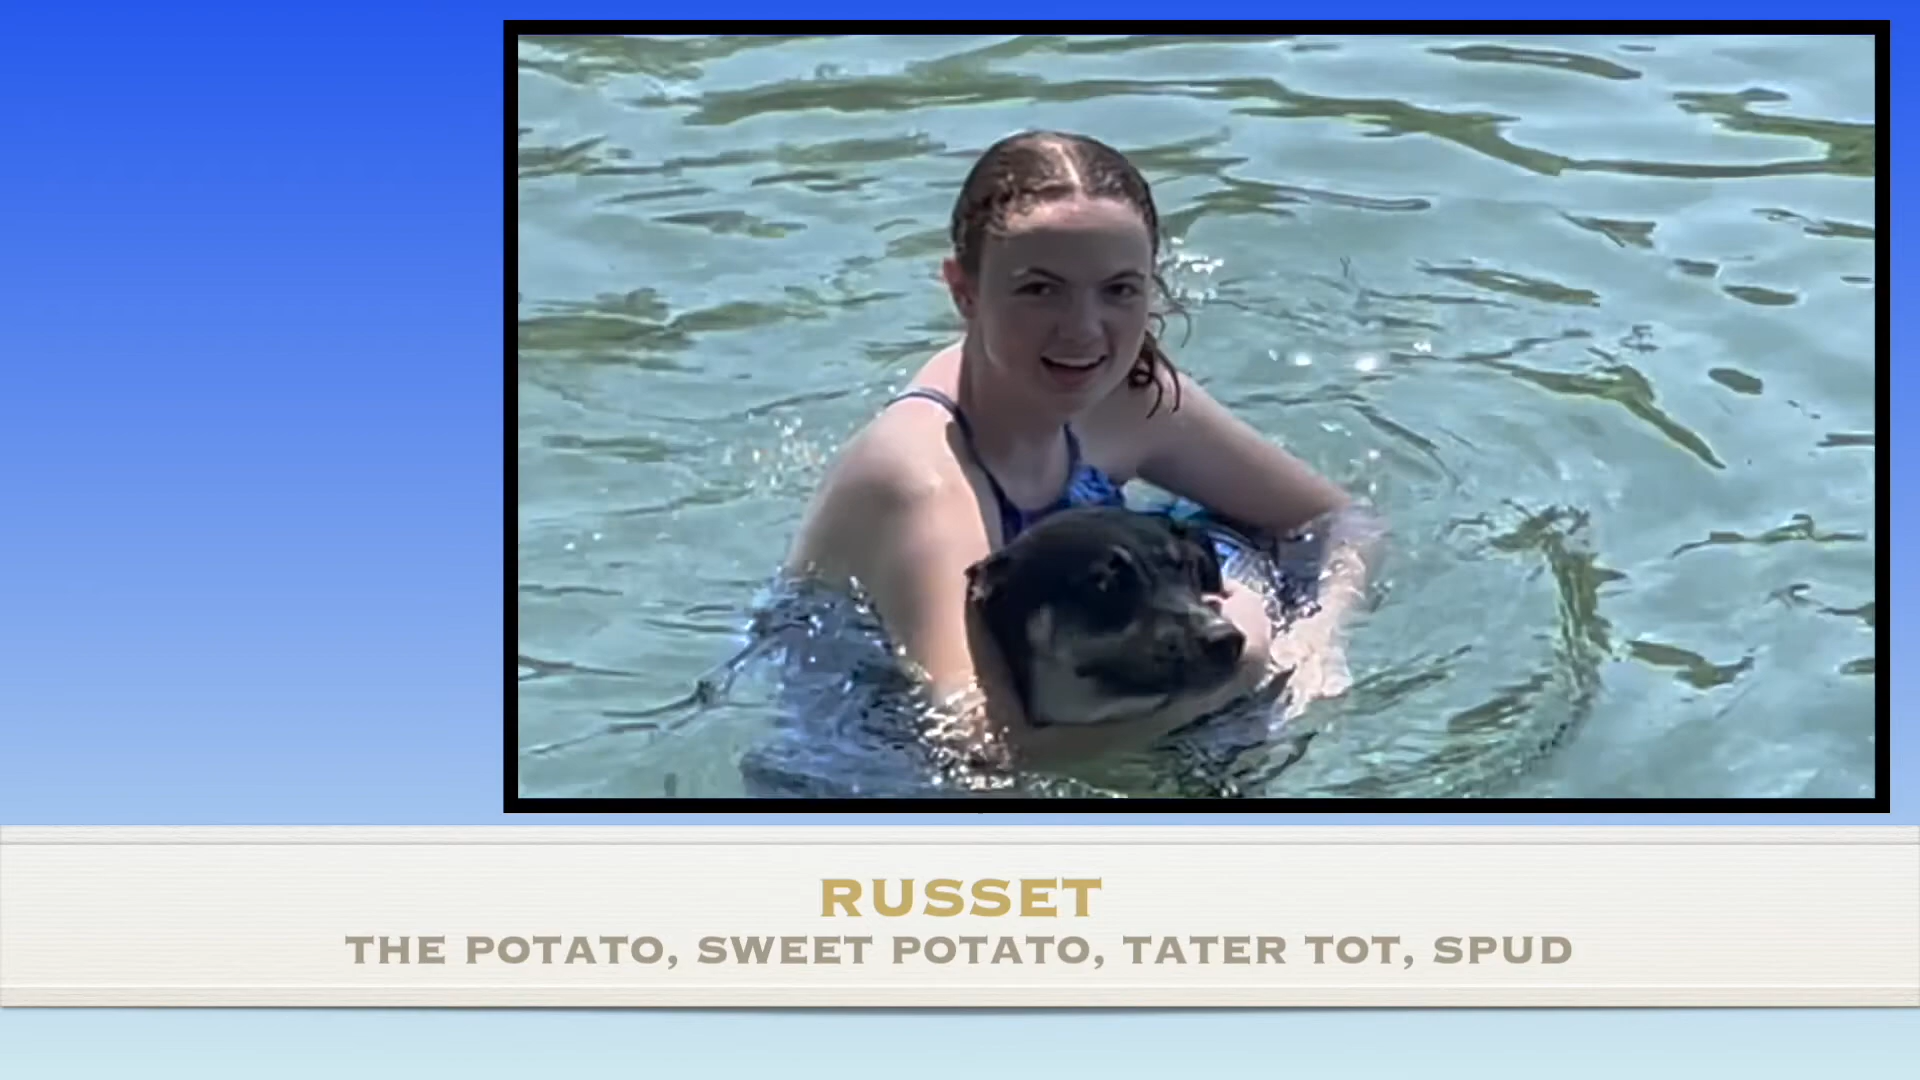 RUSSET
THE POTATO, SWEET POTATO, TATER TOT, SPUD